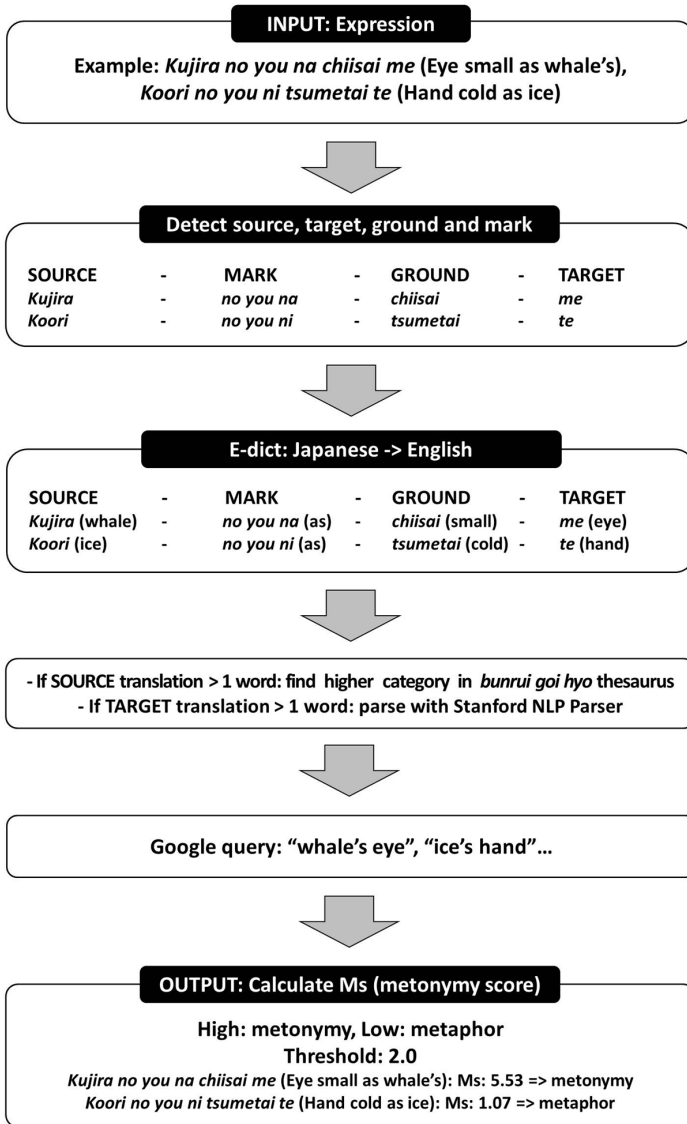 INPUT: Expression
Example: Kujira no you na chiisai me (Eye small as whale's),
Koori no you ni tsumetai te (Hand cold as ice)
Detect source, target, ground and mark
SOURCE - MARK - GROUND - TARGET
Kujira - no you na - chiisai - me
Koori - no you ni - tsumetai - te
E-dict: Japanese -> English
SOURCE - MARK - GROUND - TARGET
Kujira (whale) - no you na (as) - chiisai (small) - me (eye)
Koori (ice) - no you ni (as) - tsumetai (cold) - te (hand)
- If SOURCE translation > 1 word: find higher category in bunrui goi hyo thesaurus
- If TARGET translation > 1 word: parse with Stanford NLP Parser
Google query: “whale’s eye”, “ice’s hand”…
OUTPUT: Calculate Ms (metonymy score)
High: metonymy, Low: metaphor
Threshold: 2.0
Kujira no you na chiisai me (Eye small as whale's): Ms: 5.53 => metonymy
Koori no you ni tsumetai te (Hand cold as ice): Ms: 1.07 => metaphor